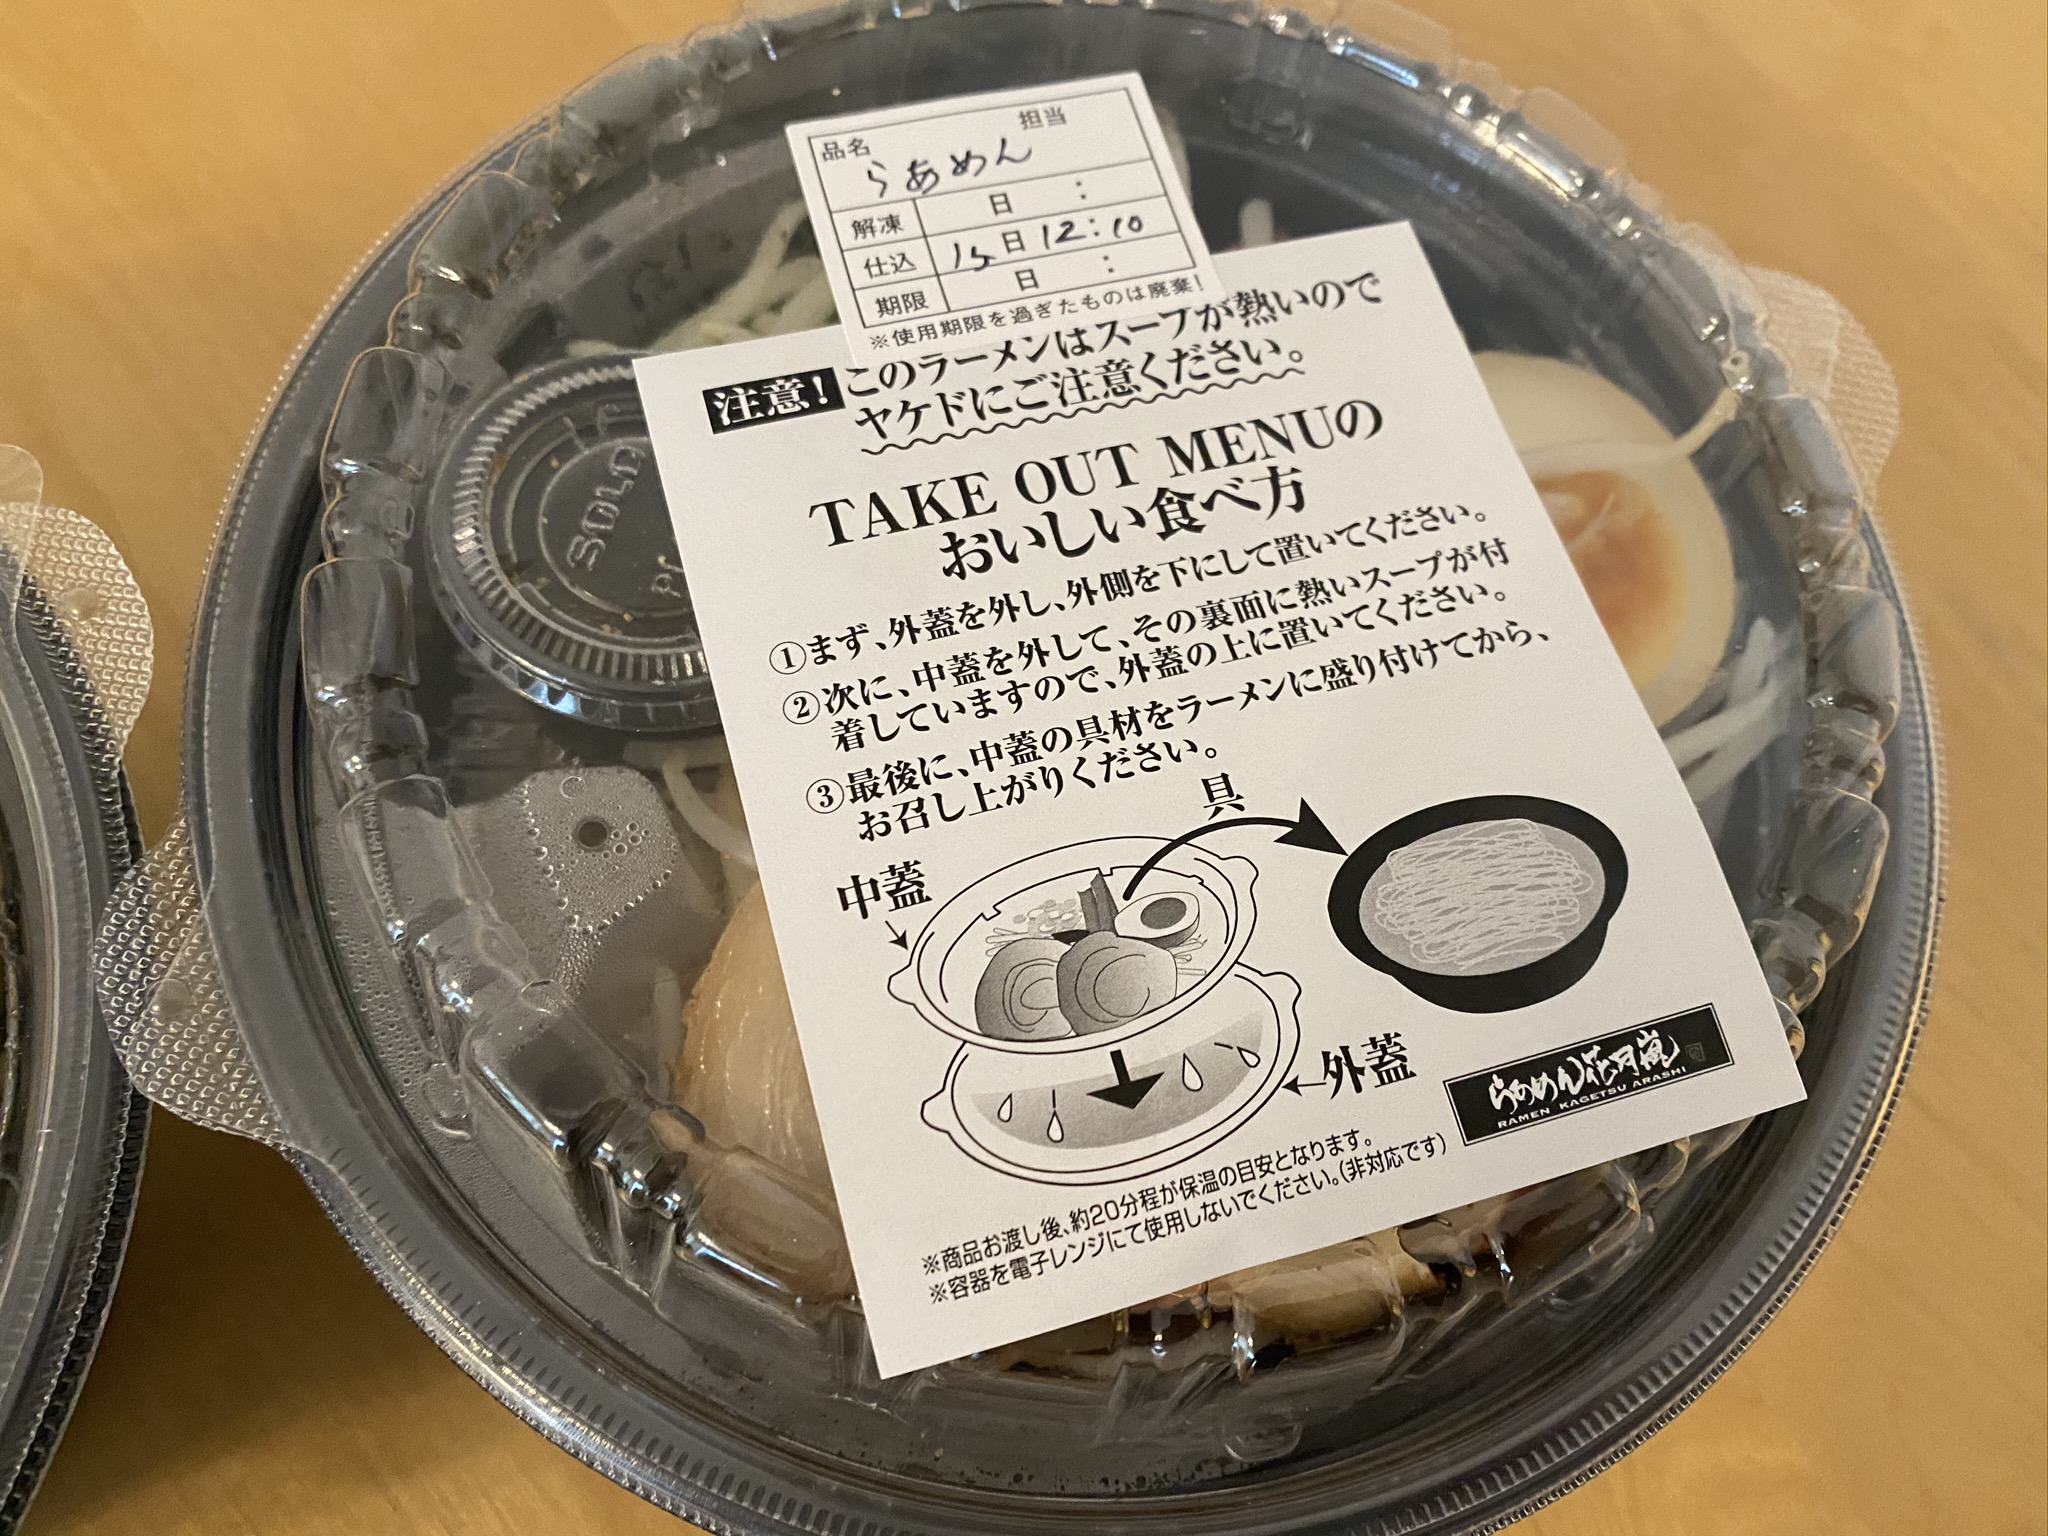 担当
品名
らあめん
解凍 日 :
仕込 15日 12:10
期限 日 :
※使用期限を過ぎたものは廃棄!
注意! このラーメンはスープが熱いので
ヤケドにご注意ください。
TAKE OUT MENUの
おいしい食べ方
①まず、外蓋を外し、外側を下にして置いてください。
②次に、中蓋を外して、その裏面に熱いスープが付
着していますので、外蓋の上に置いてください。
③最後に、中蓋の具材をラーメンに盛り付けてから、
お召し上がりください。
具
中蓋
外蓋
らあめん花月嵐
RAMEN KAGETSU ARASHI
※商品お渡し後、約20分程が保温の目安となります。
※容器を電子レンジにて使用しないでください。(非対応です)
SOLO